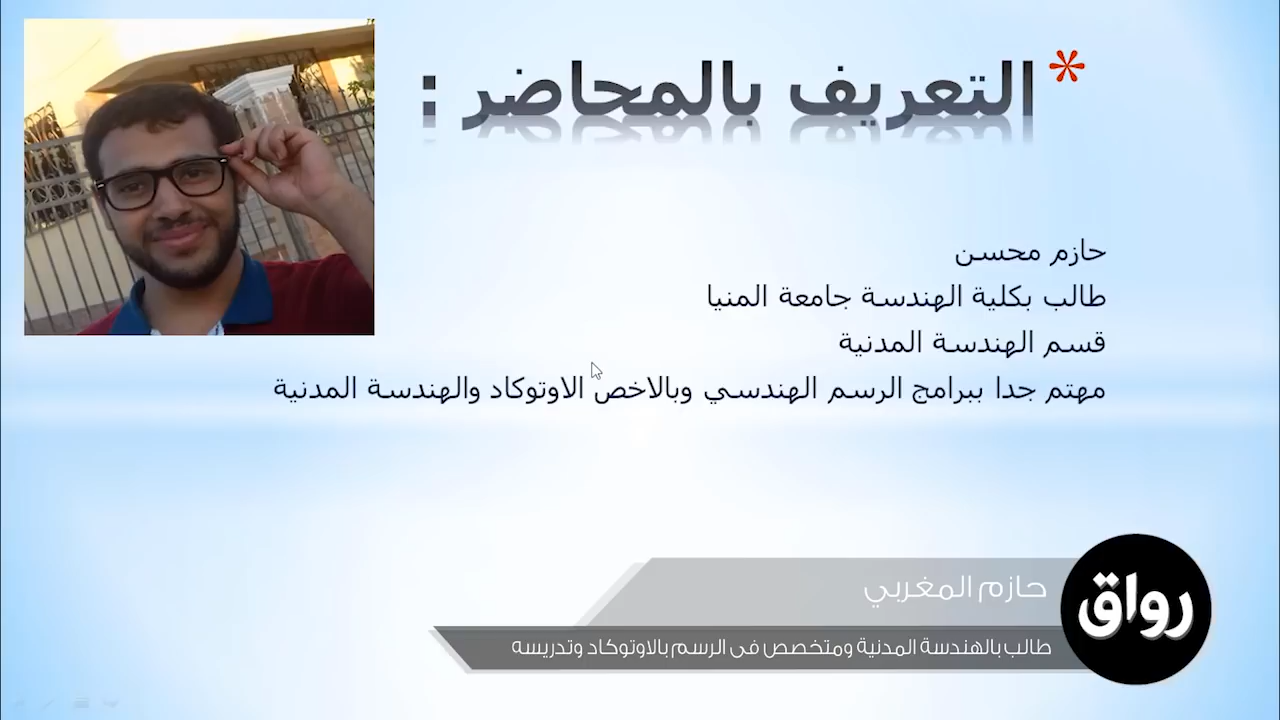 * التعريف بالمحاضر :
حازم محسن
طالب بكلية الهندسة جامعة المنيا
قسم الهندسة المدنية
مهتم جدا ببرامج الرسم الهندسي وبالاخص الاوتوكاد والهندسة المدنية
حازم المغربي
رواق
طالب بالهندسة المدنية ومتخصص فى الرسم بالاوتوكاد وتدريسه